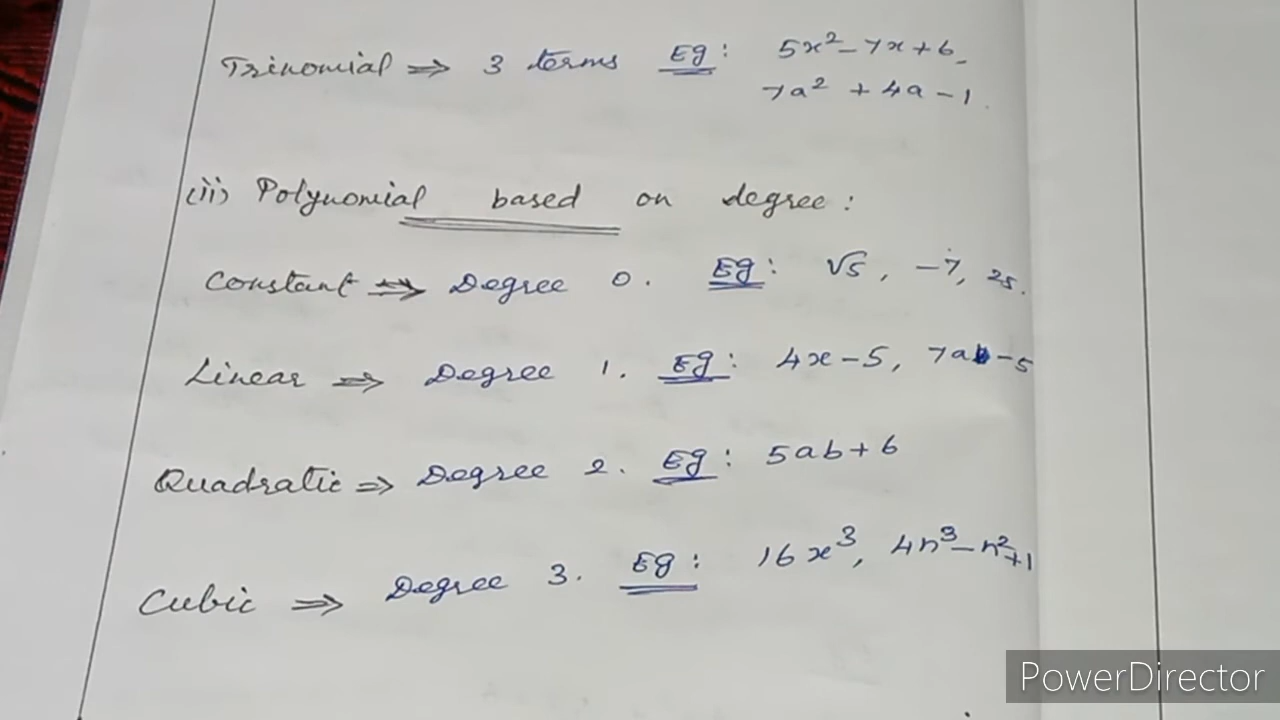 Trinomial ⇒ 3 terms Eg: 5x² - 7x + 6,
7a² + 4a - 1.
(ii) Polynomial based on degree:
Constant ⇒ Degree 0. Eg: √5, -7, 25.
Linear ⇒ Degree 1. Eg: 4x - 5, 7a - 5
Quadratic ⇒ Degree 2. Eg: 5ab + 6
Cubic ⇒ Degree 3. Eg: 16x³, 4n³ - n² + 1
PowerDirector